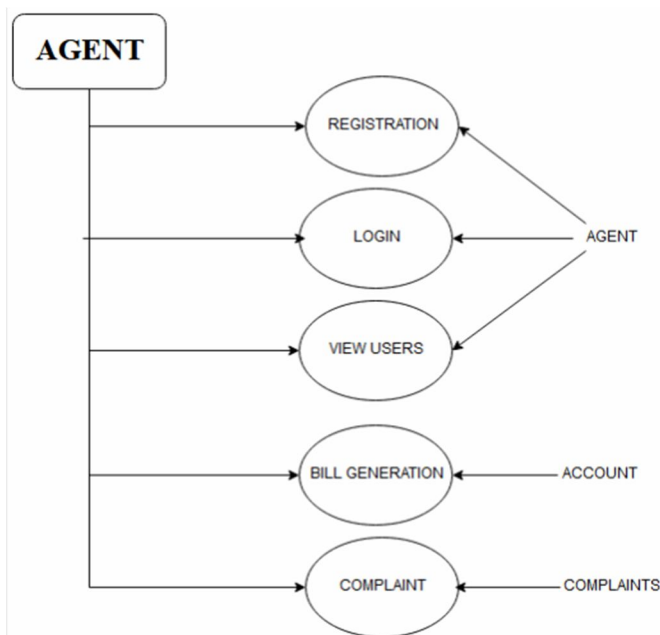 AGENT
REGISTRATION
LOGIN
AGENT
VIEW USERS
BILL GENERATION
ACCOUNT
COMPLAINT
COMPLAINTS